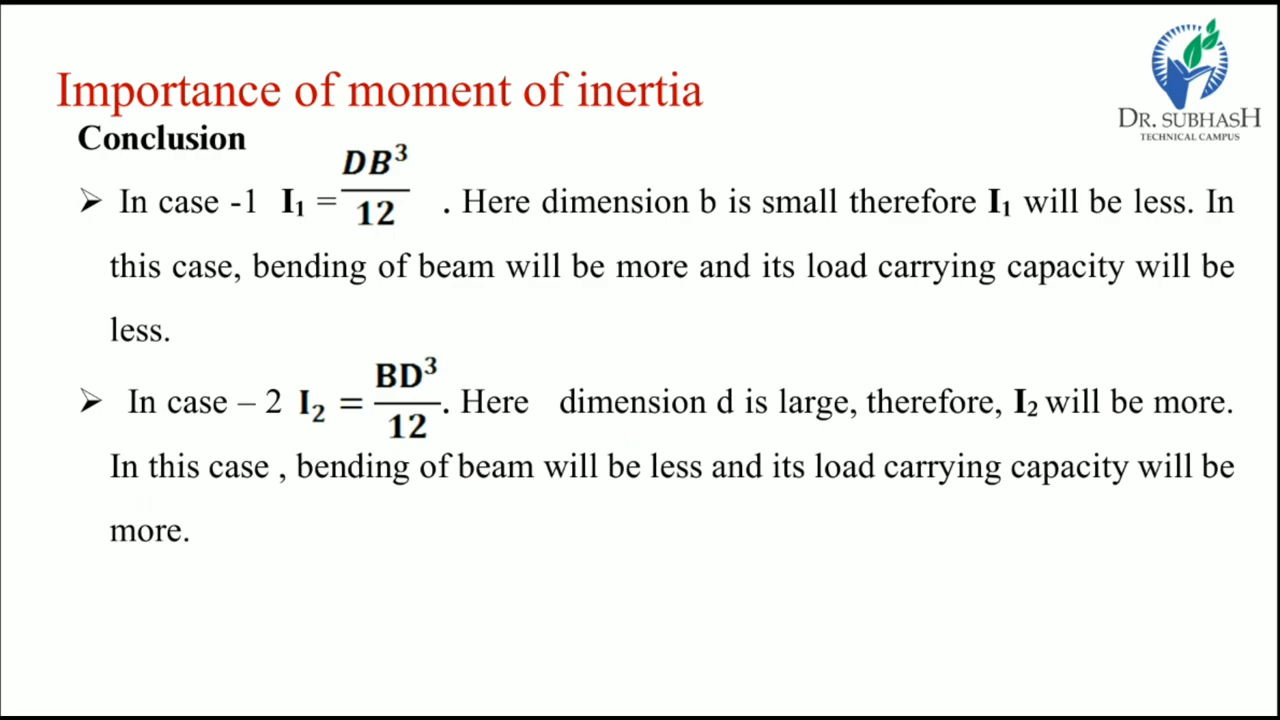 Importance of moment of inertia
DR. SUBHASH
TECHNICAL CAMPUS
Conclusion
➢ In case -1 I₁ = DB³/12 . Here dimension b is small therefore I₁ will be less. In
this case, bending of beam will be more and its load carrying capacity will be
less.
➢ In case – 2 I₂ = BD³/12. Here dimension d is large, therefore, I₂ will be more.
In this case , bending of beam will be less and its load carrying capacity will be
more.